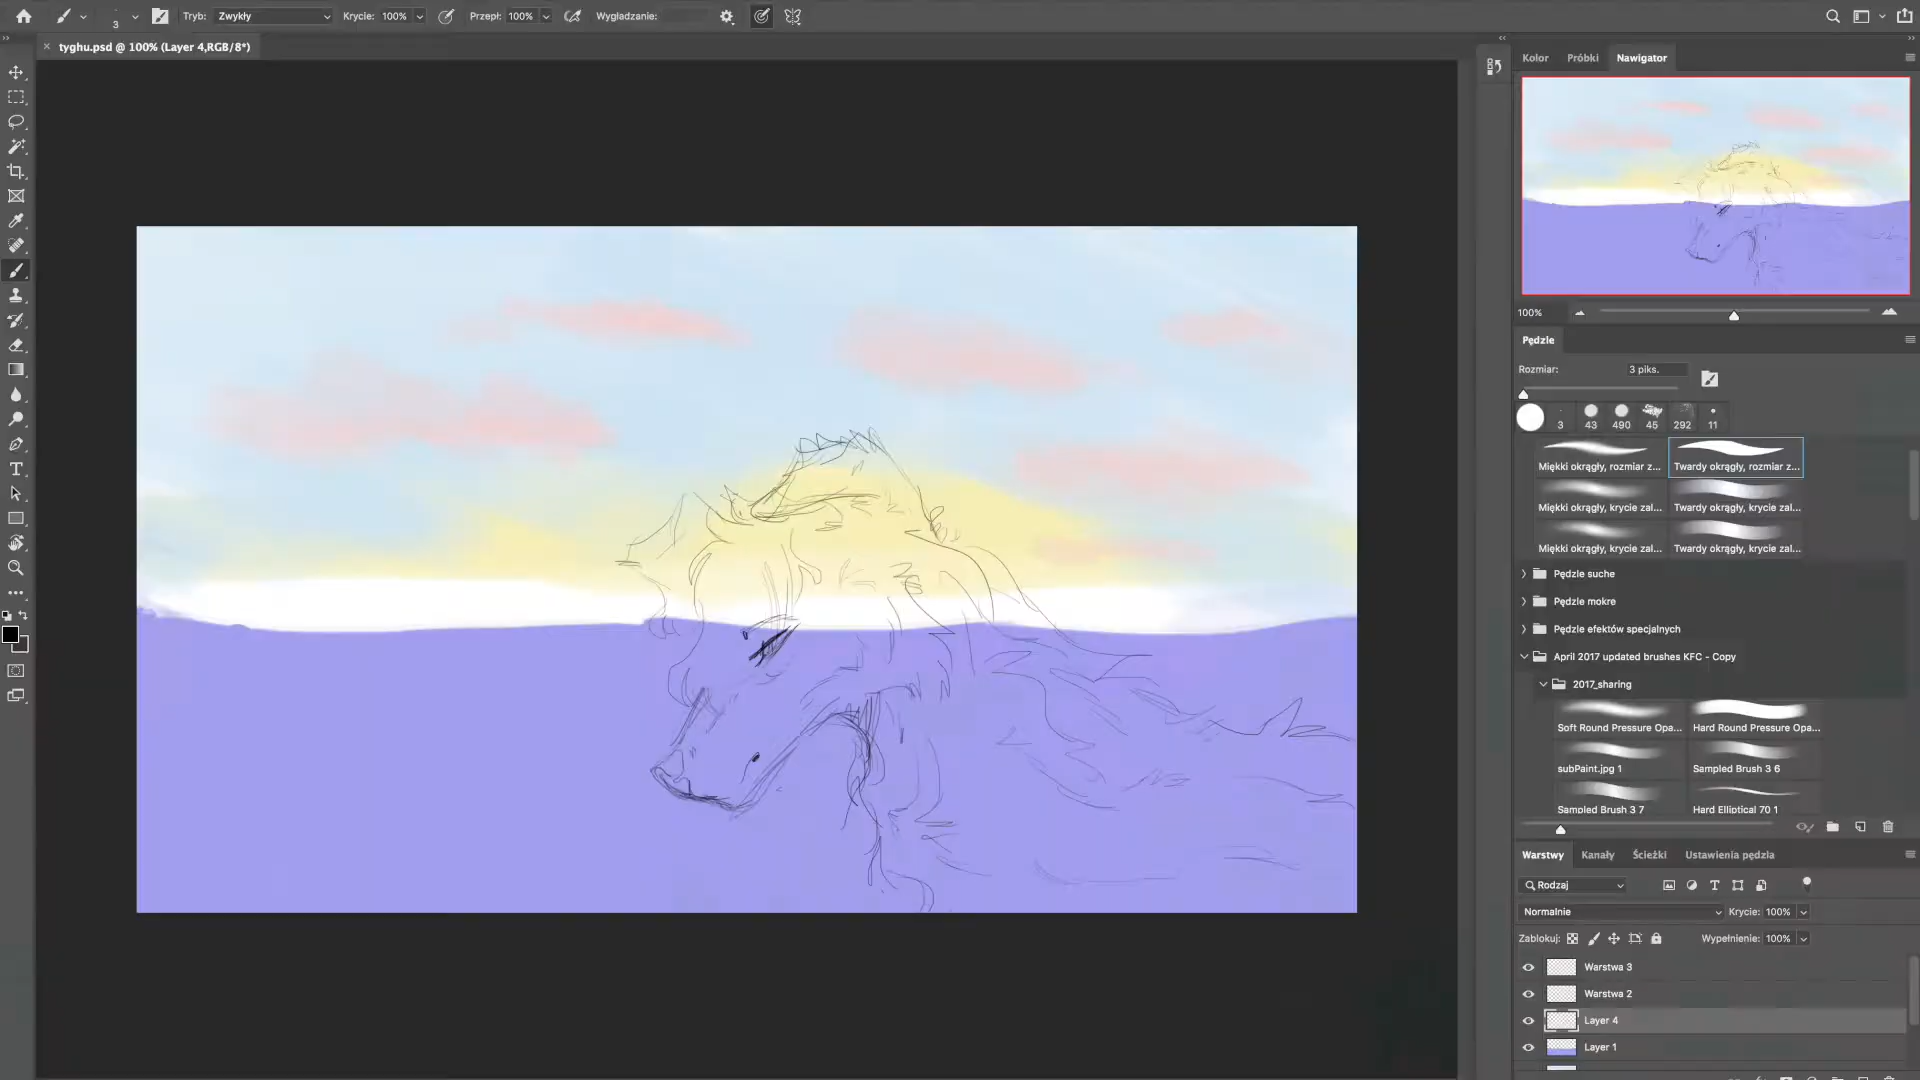 3 Tryb: Zwykły Krycie: 100% Przepł: 100% Wygładzanie:
× tyghu.psd @ 100% (Layer 4,RGB/8*)
Kolor Próbki Nawigator
100%
Pędzle
Rozmiar: 3 piks.
3 43 490 45 292 11
Miękki okrągły, rozmiar z... Twardy okrągły, rozmiar z...
Miękki okrągły, krycie zal... Twardy okrągły, krycie zal...
Miękki okrągły, krycie zal... Twardy okrągły, krycie zal...
Pędzle suche
Pędzle mokre
Pędzle efektów specjalnych
April 2017 updated brushes KFC - Copy
2017_sharing
Soft Round Pressure Opa... Hard Round Pressure Opa...
subPaint.jpg 1 Sampled Brush 3 6
Sampled Brush 3 7 Hard Elliptical 70 1
Warstwy Kanały Ścieżki Ustawienia pędzla
Rodzaj
Normalnie Krycie: 100%
Zablokuj: Wypełnienie: 100%
Warstwa 3
Warstwa 2
Layer 4
Layer 1